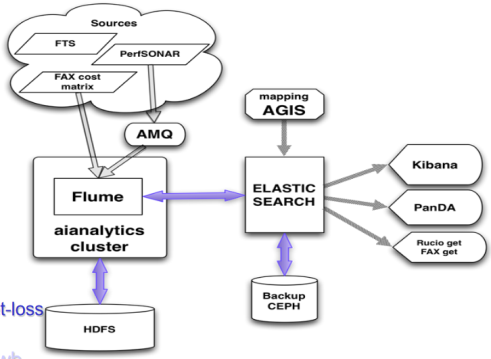 Sources
FTS
PerfSONAR
FAX cost
matrix
AMQ
mapping
AGIS
Flume
aianalytics
cluster
ELASTIC
SEARCH
Kibana
PanDA
Rucio get
FAX get
Backup
CEPH
t-loss
HDFS